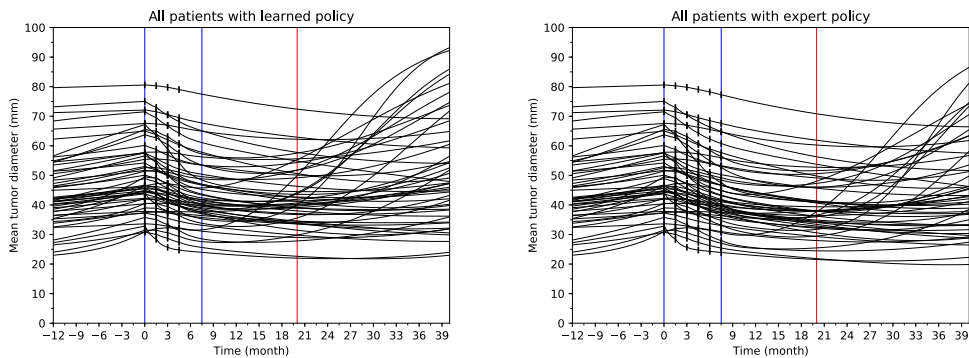 All patients with learned policy
100
90
80
70
60
50
40
30
20
10
0
Mean tumor diameter (mm)
−12 −9 −6 −3 0 3 6 9 12 15 18 21 24 27 30 33 36 39
Time (month)
All patients with expert policy
100
90
80
70
60
50
40
30
20
10
0
Mean tumor diameter (mm)
−12 −9 −6 −3 0 3 6 9 12 15 18 21 24 27 30 33 36 39
Time (month)